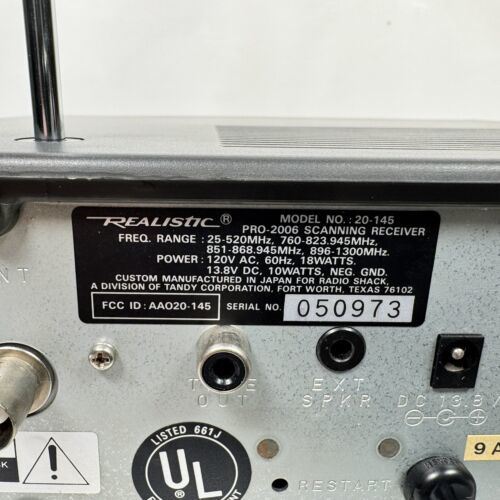 REALISTIC® MODEL NO.: 20-145
PRO-2006 SCANNING RECEIVER
FREQ. RANGE : 25-520MHz, 760-823.945MHz,
851-868.945MHz, 896-1300MHz.
POWER : 120V AC, 60Hz, 18WATTS.
13.8V DC, 10WATTS, NEG. GND.
CUSTOM MANUFACTURED IN JAPAN FOR RADIO SHACK,
A DIVISION OF TANDY CORPORATION, FORT WORTH, TEXAS 76102
FCC ID : AAO20-145 SERIAL NO. 050973
TAPE
OUT
EXT
SPKR
DC 13.8V
LISTED 661J
UL
RESTART
9A